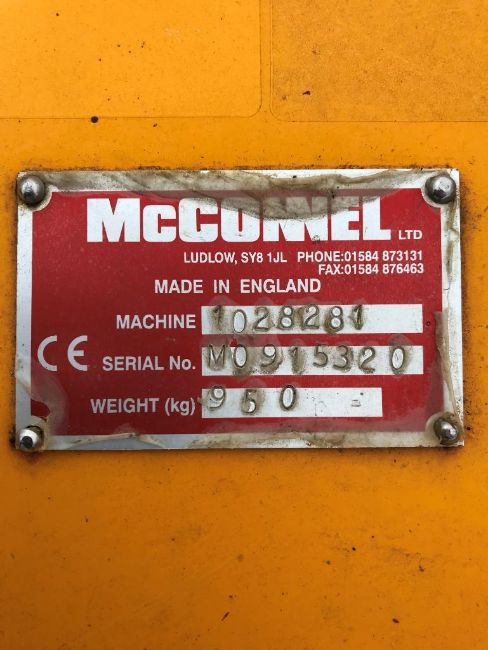 McCONNEL LTD
LUDLOW, SY8 1JL PHONE:01584 873131
FAX:01584 876463
MADE IN ENGLAND
MACHINE 1028281
CE SERIAL No. M0915320
WEIGHT (kg) 950